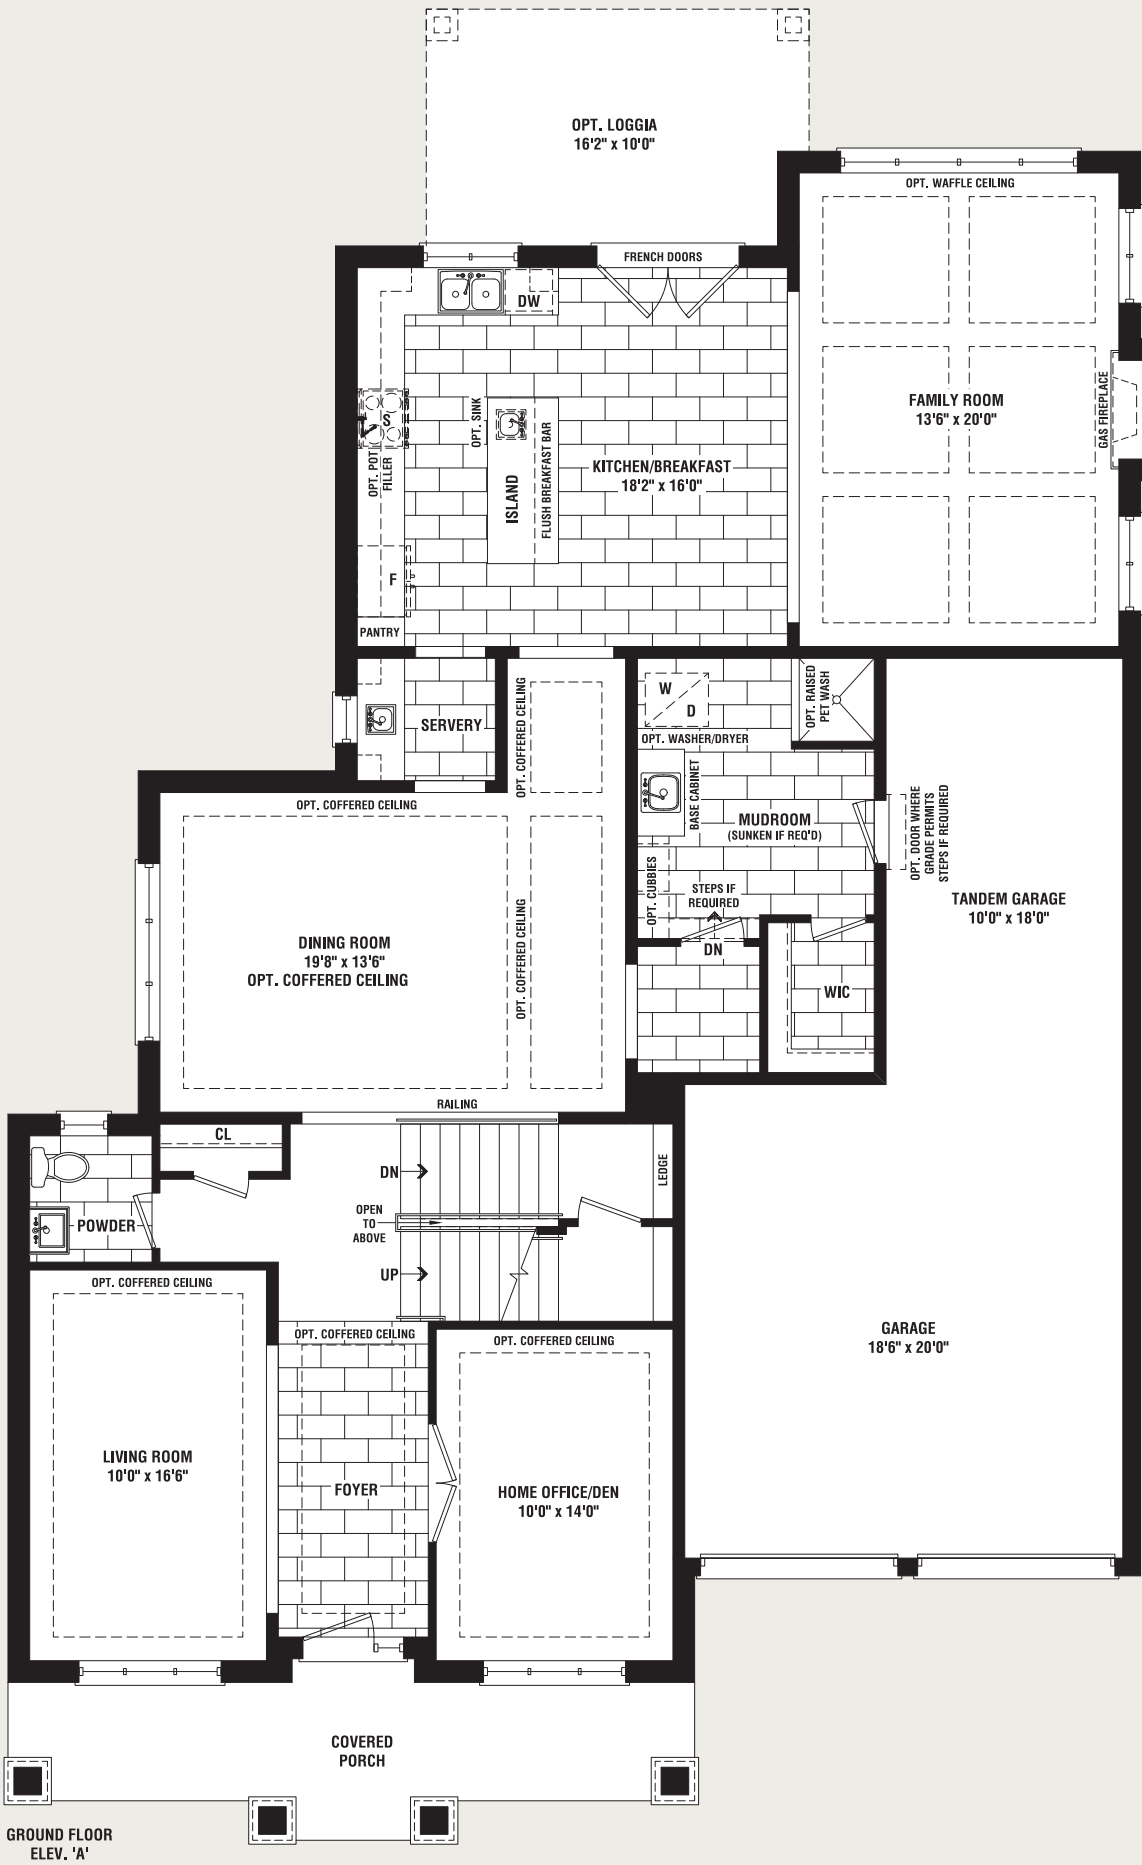 OPT. LOGGIA
16'2" x 10'0"
OPT. WAFFLE CEILING
FRENCH DOORS
DW
OPT. SINK
S
OPT. POT
FILLER
ISLAND
FLUSH BREAKFAST BAR
KITCHEN/BREAKFAST
18'2" x 16'0"
FAMILY ROOM
13'6" x 20'0"
GAS FIREPLACE
F
PANTRY
SERVERY
OPT. COFFERED CEILING
W
D
OPT. WASHER/DRYER
OPT. RAISED
PET WASH
BASE CABINET
MUDROOM
(SUNKEN IF REQ'D)
OPT. DOOR WHERE
GRADE PERMITS
STEPS IF REQUIRED
OPT. CUBBIES
STEPS IF
REQUIRED
DN
WIC
TANDEM GARAGE
10'0" x 18'0"
OPT. COFFERED CEILING
DINING ROOM
19'8" x 13'6"
OPT. COFFERED CEILING
OPT. COFFERED CEILING
RAILING
CL
DN
OPEN
TO
ABOVE
UP
LEDGE
POWDER
OPT. COFFERED CEILING
OPT. COFFERED CEILING
OPT. COFFERED CEILING
GARAGE
18'6" x 20'0"
LIVING ROOM
10'0" x 16'6"
FOYER
HOME OFFICE/DEN
10'0" x 14'0"
COVERED
PORCH
GROUND FLOOR
ELEV. 'A'